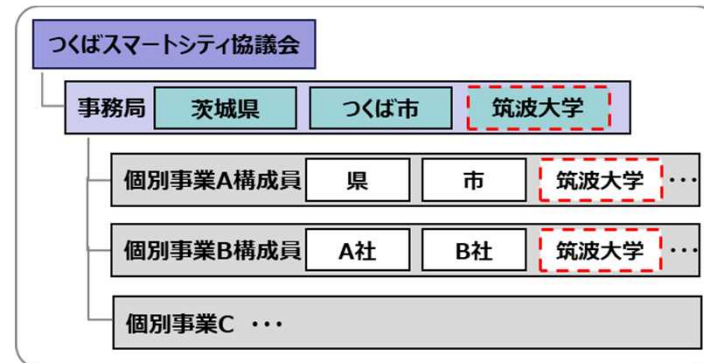 つくばスマートシティ協議会
事務局 茨城県 つくば市 筑波大学
個別事業A構成員 県 市 筑波大学 ・・・
個別事業B構成員 A社 B社 筑波大学 ・・・
個別事業C ・・・